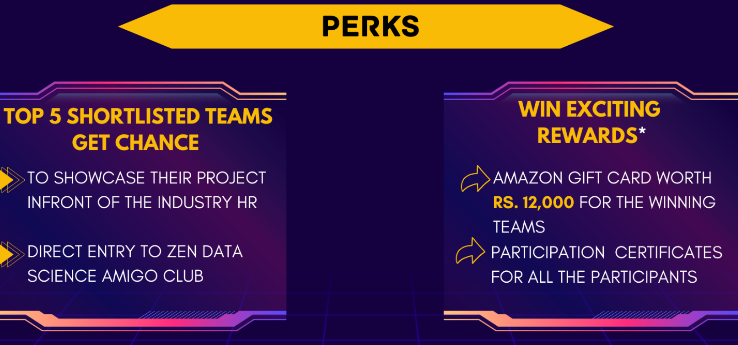 PERKS
TOP 5 SHORTLISTED TEAMS
GET CHANCE
TO SHOWCASE THEIR PROJECT
INFRONT OF THE INDUSTRY HR
DIRECT ENTRY TO ZEN DATA
SCIENCE AMIGO CLUB
WIN EXCITING
REWARDS*
AMAZON GIFT CARD WORTH
RS. 12,000 FOR THE WINNING
TEAMS
PARTICIPATION CERTIFICATES
FOR ALL THE PARTICIPANTS